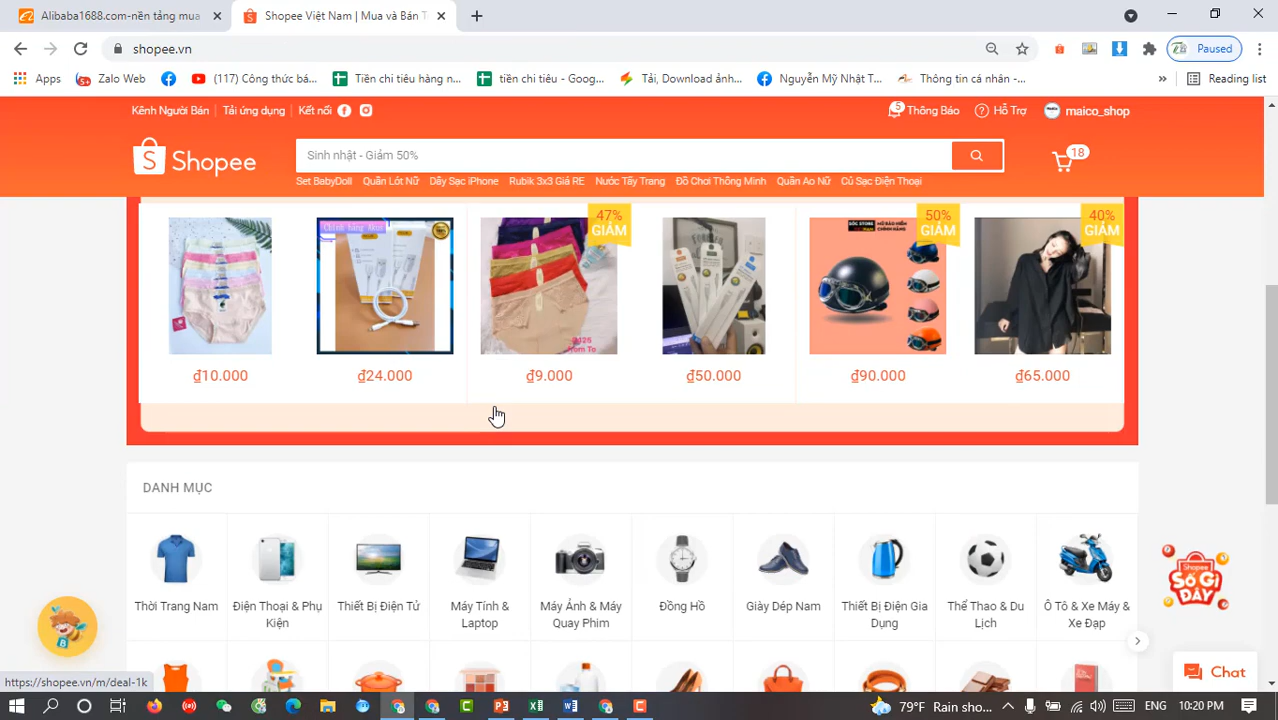 Alibaba1688.com-nền tảng mua
Shopee Việt Nam | Mua và Bán T
shopee.vn
Paused
Apps
Zalo Web
(117) Công thức bá...
Tiền chi tiêu hàng n...
tiền chi tiêu - Goog...
Tải, Download ảnh...
Nguyễn Mỹ Nhật T...
Thông tin cá nhân -...
»
Reading list
Kênh Người Bán
Tải ứng dụng
Kết nối
5
Thông Báo
Hỗ Trợ
maico_shop
Shopee
Sinh nhật - Giảm 50%
18
Set BabyDoll
Quần Lót Nữ
Dây Sạc iPhone
Rubik 3x3 Giá RE
Nước Tẩy Trang
Đồ Chơi Thông Minh
Quần Áo Nữ
Củ Sạc Điện Thoại
47%
GIẢM
50%
GIẢM
40%
GIẢM
₫10.000
₫24.000
₫9.000
₫50.000
₫90.000
₫65.000
DANH MỤC
Thời Trang Nam
Điện Thoại & Phụ
Kiện
Thiết Bị Điện Tử
Máy Tính &
Laptop
Máy Ảnh & Máy
Quay Phim
Đồng Hồ
Giày Dép Nam
Thiết Bị Điện Gia
Dụng
Thể Thao & Du
Lịch
Ô Tô & Xe Máy &
Xe Đạp
Shopee
Số Gì
DÂY
Chat
https://shopee.vn/m/deal-1k
79°F Rain sho...
ENG
10:20 PM